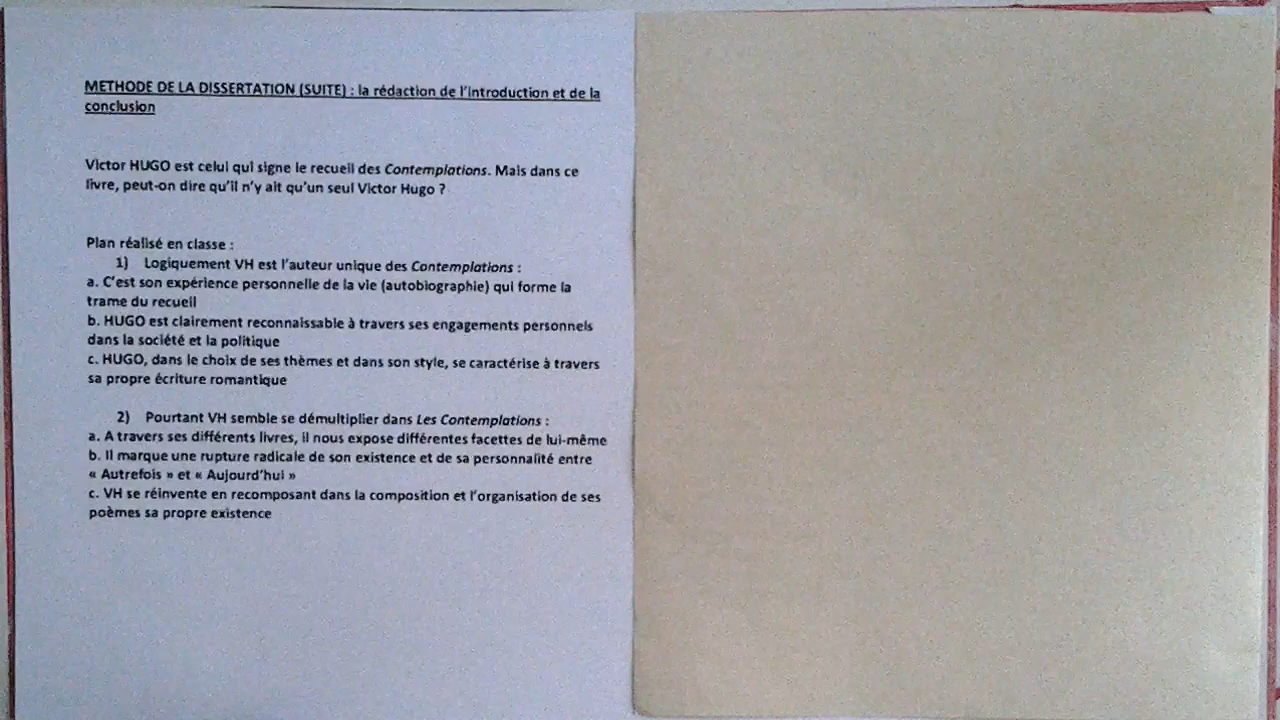 METHODE DE LA DISSERTATION (SUITE) : la rédaction de l'introduction et de la
conclusion
Victor HUGO est celui qui signe le recueil des Contemplations. Mais dans ce
livre, peut-on dire qu'il n'y ait qu'un seul Victor Hugo ?
Plan réalisé en classe :
1) Logiquement VH est l'auteur unique des Contemplations :
a. C'est son expérience personnelle de la vie (autobiographie) qui forme la
trame du recueil
b. HUGO est clairement reconnaissable à travers ses engagements personnels
dans la société et la politique
c. HUGO, dans le choix de ses thèmes et dans son style, se caractérise à travers
sa propre écriture romantique
2) Pourtant VH semble se démultiplier dans Les Contemplations :
a. A travers ses différents livres, il nous expose différentes facettes de lui-même
b. Il marque une rupture radicale de son existence et de sa personnalité entre
« Autrefois » et « Aujourd'hui »
c. VH se réinvente en recomposant dans la composition et l'organisation de ses
poèmes sa propre existence